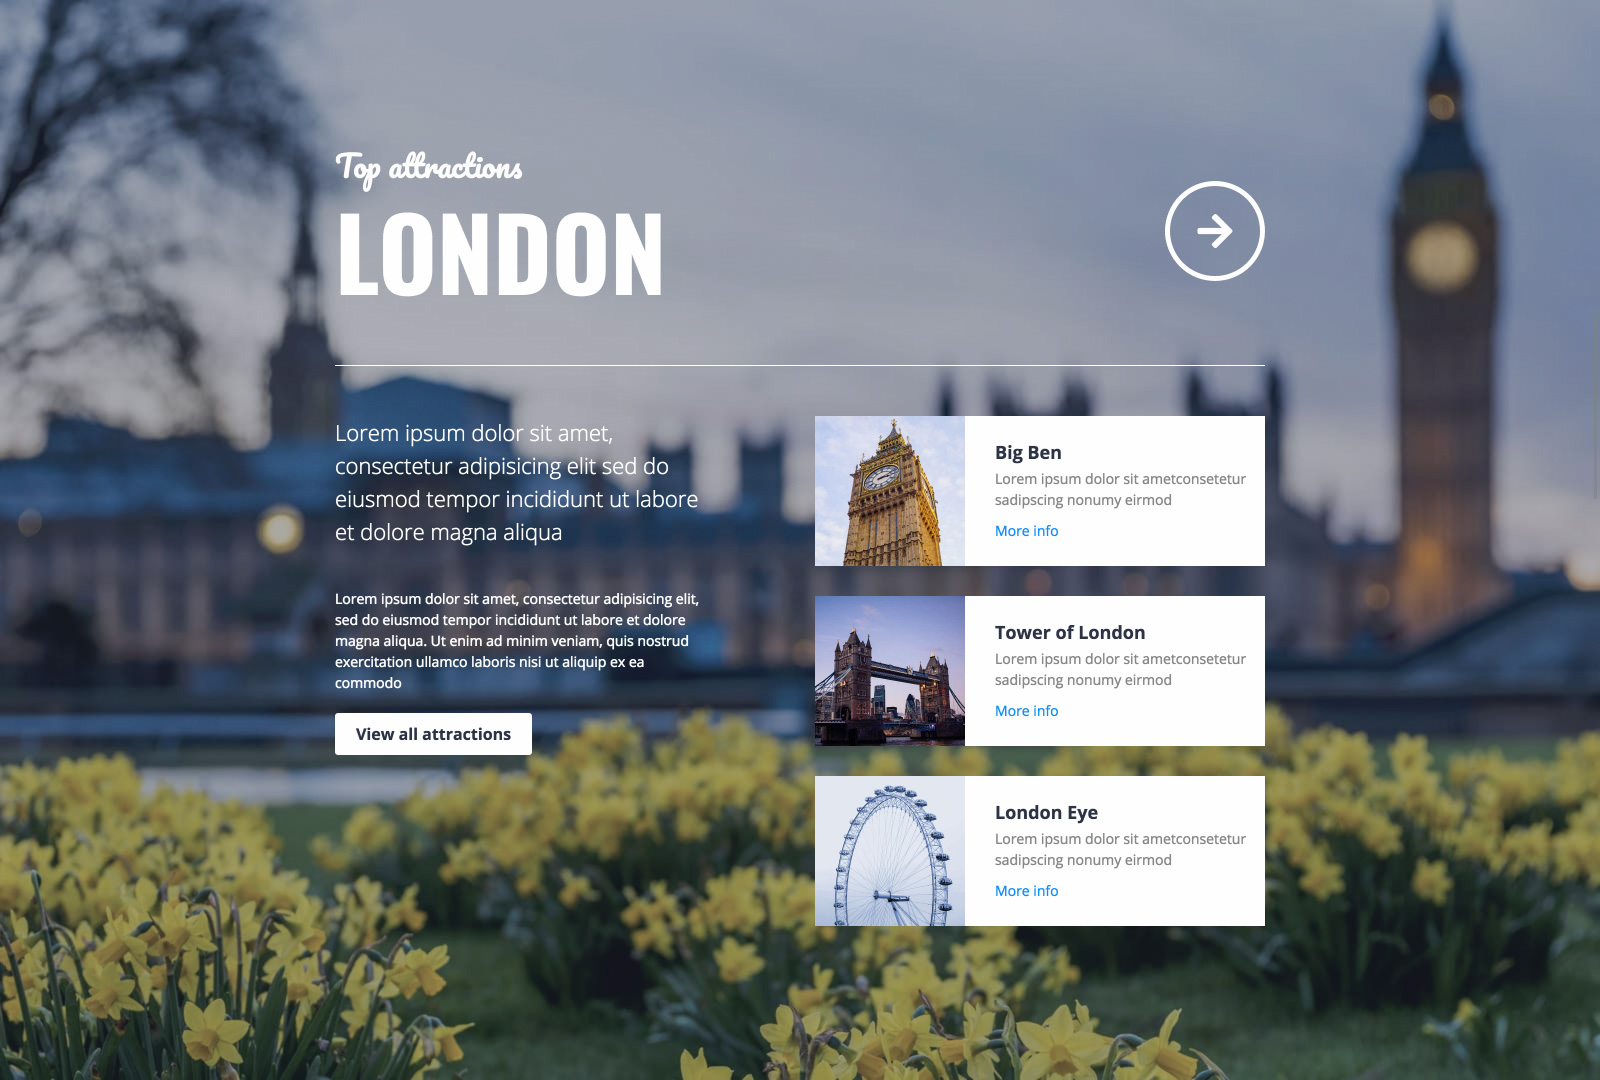 Top attractions
LONDON
Lorem ipsum dolor sit amet,
consectetur adipisicing elit sed do
eiusmod tempor incididunt ut labore
et dolore magna aliqua
Lorem ipsum dolor sit amet, consectetur adipisicing elit,
sed do eiusmod tempor incididunt ut labore et dolore
magna aliqua. Ut enim ad minim veniam, quis nostrud
exercitation ullamco laboris nisi ut aliquip ex ea
commodo
View all attractions
Big Ben
Lorem ipsum dolor sit ametconsetetur
sadipscing nonumy eirmod
More info
Tower of London
Lorem ipsum dolor sit ametconsetetur
sadipscing nonumy eirmod
More info
London Eye
Lorem ipsum dolor sit ametconsetetur
sadipscing nonumy eirmod
More info